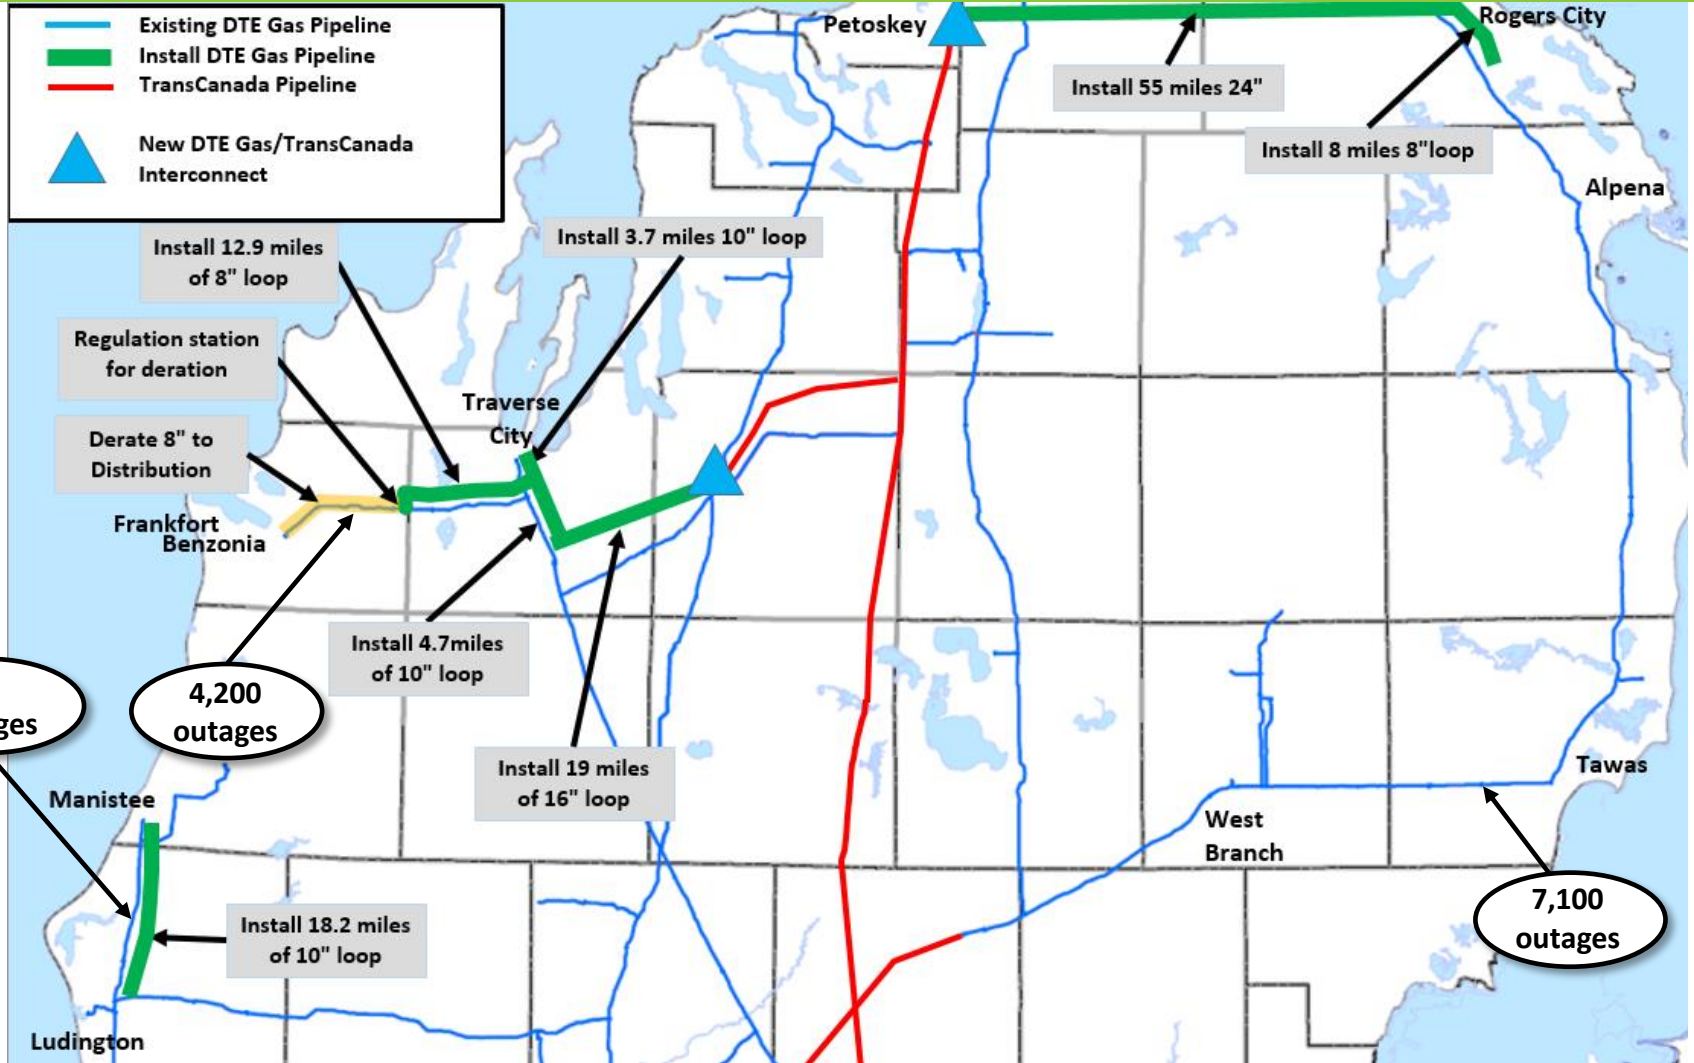 Existing DTE Gas Pipeline
Install DTE Gas Pipeline
TransCanada Pipeline
New DTE Gas/TransCanada
Interconnect
Petoskey
Rogers City
Install 55 miles 24"
Install 8 miles 8"loop
Alpena
Install 12.9 miles
of 8" loop
Install 3.7 miles 10" loop
Regulation station
for deration
Traverse
City
Derate 8" to
Distribution
Frankfort
Benzonia
Install 4.7miles
of 10" loop
4,200
outages
ges
Install 19 miles
of 16" loop
Manistee
Tawas
West
Branch
7,100
outages
Install 18.2 miles
of 10" loop
Ludington